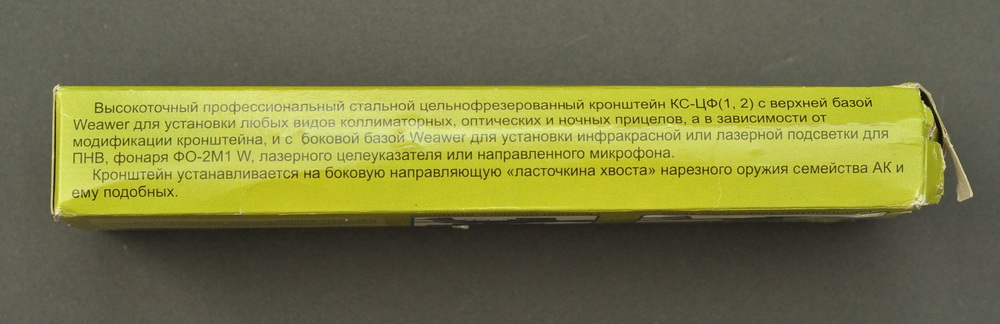 Высокоточный профессиональный стальной цельнофрезерованный кронштейн КС-ЦФ(1, 2) с верхней базой
Weawer для установки любых видов коллиматорных, оптических и ночных прицелов, а в зависимости от
модификации кронштейна, и с боковой базой Weawer для установки инфракрасной или лазерной подсветки для
ПНВ, фонаря ФО-2М1 W, лазерного целеуказателя или направленного микрофона.
Кронштейн устанавливается на боковую направляющую «ласточкина хвоста» нарезного оружия семейства АК и
ему подобных.